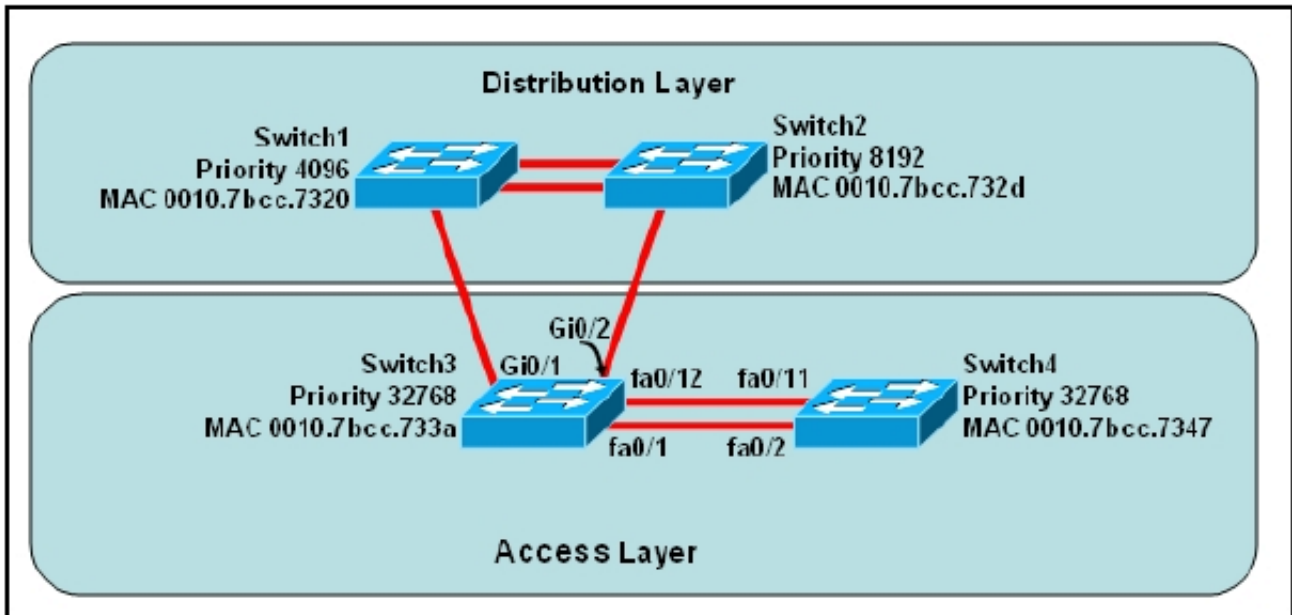 Distribution Layer
Switch1
Priority 4096
MAC 0010.7bcc.7320
Switch2
Priority 8192
MAC 0010.7bcc.732d
Switch3
Priority 32768
MAC 0010.7bcc.733a
Gi0/1
Gi0/2
fa0/12
fa0/11
fa0/1
fa0/2
Switch4
Priority 32768
MAC 0010.7bcc.7347
Access Layer